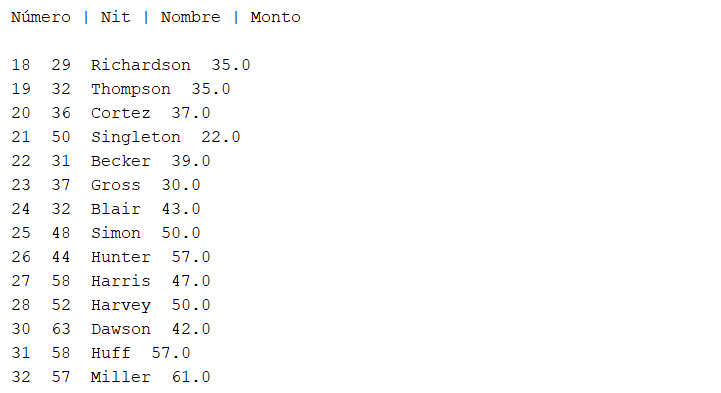 Número | Nit | Nombre | Monto
18  29  Richardson  35.0
19  32  Thompson  35.0
20  36  Cortez  37.0
21  50  Singleton  22.0
22  31  Becker  39.0
23  37  Gross  30.0
24  32  Blair  43.0
25  48  Simon  50.0
26  44  Hunter  57.0
27  58  Harris  47.0
28  52  Harvey  50.0
30  63  Dawson  42.0
31  58  Huff  57.0
32  57  Miller  61.0